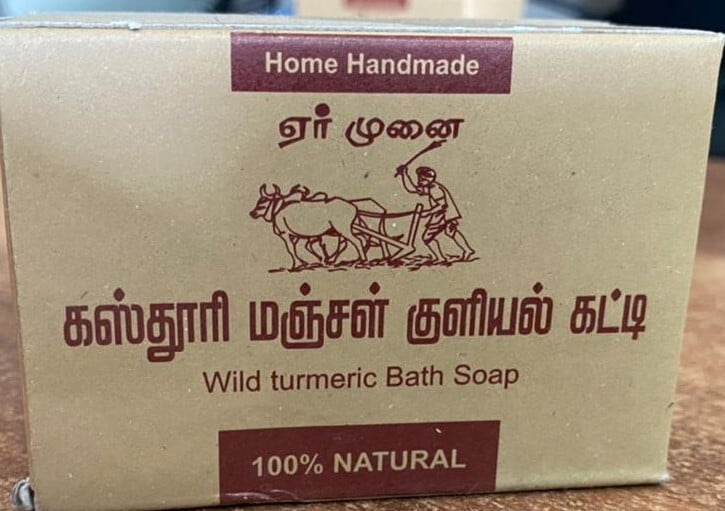 Home Handmade
ஏர் முனை
கஸ்தூரி மஞ்சள் குளியல் கட்டி
Wild turmeric Bath Soap
100% NATURAL